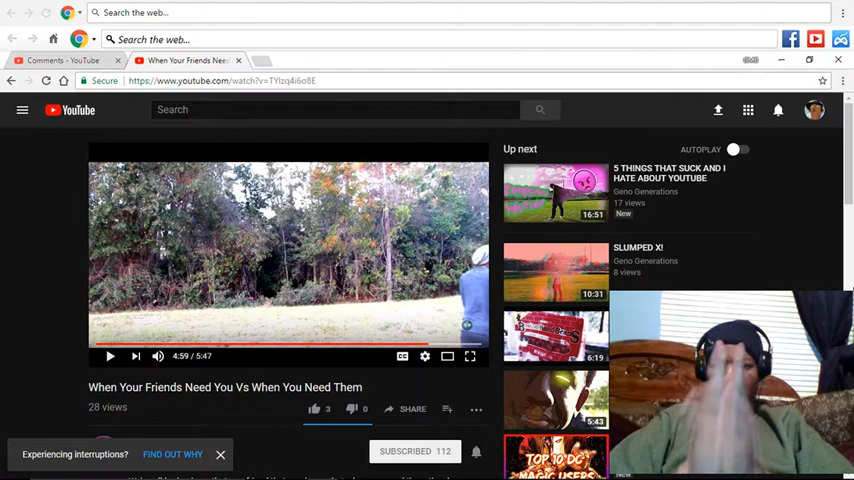 Search the web...
Search the web...
Comments - YouTube
When Your Friends Need
GMB
Secure
https://www.youtube.com/watch?v=TYlzq4i6o8E
YouTube
Search
Up next
AUTOPLAY
5 THINGS THAT SUCK AND I
HATE ABOUT YOUTUBE
Geno Generations
17 views
New
16:51
SLUMPED X!
Geno Generations
8 views
10:31
6:19
5:43
TOP 10 DC
MAGIC USERS
4:59 / 5:47
CC
When Your Friends Need You Vs When You Need Them
28 views
3
0
SHARE
SUBSCRIBED 112
Experiencing interruptions?
FIND OUT WHY